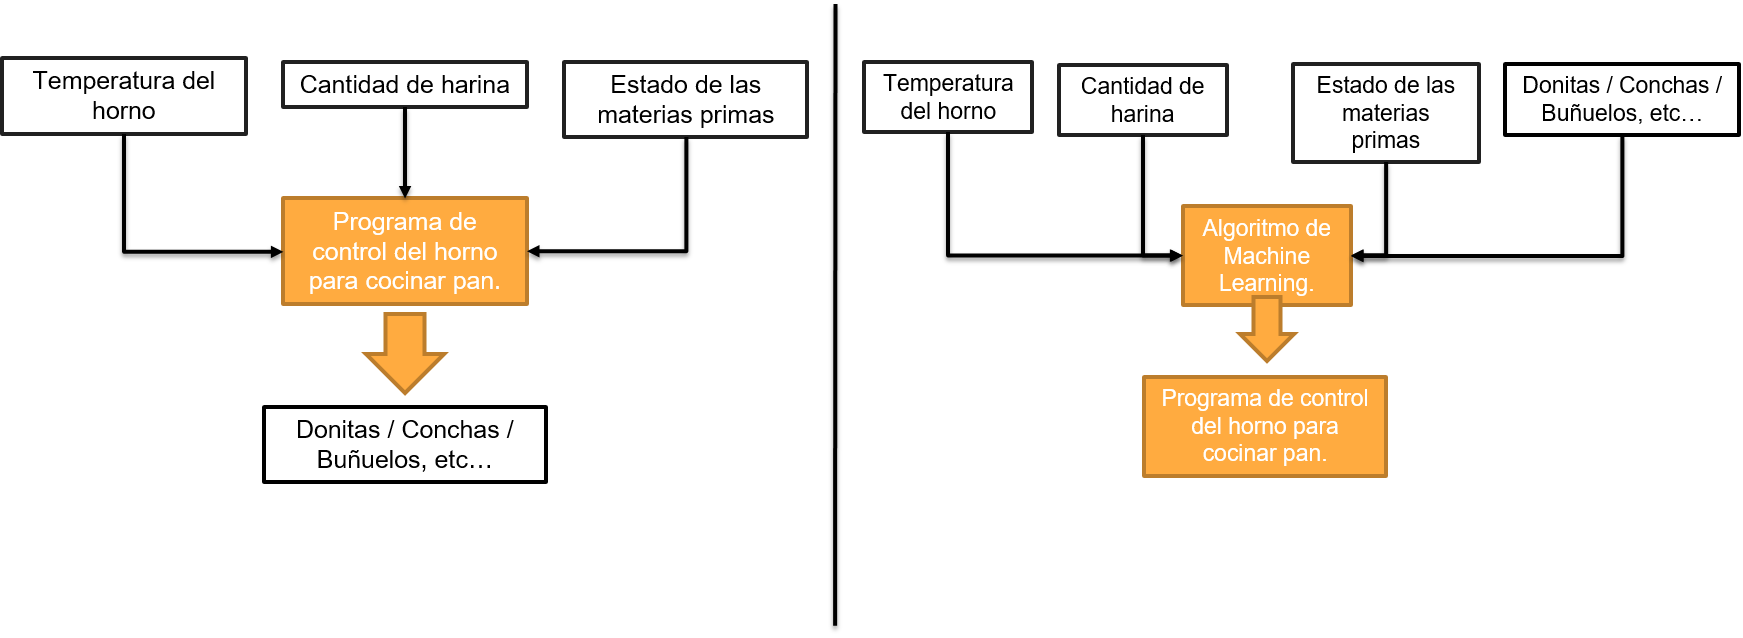 Temperatura del
horno
Cantidad de harina
Estado de las
materias primas
Programa de
control del horno
para cocinar pan.
Donitas / Conchas /
Buñuelos, etc…
Temperatura
del horno
Cantidad de
harina
Estado de las
materias
primas
Donitas / Conchas /
Buñuelos, etc…
Algoritmo de
Machine
Learning.
Programa de control
del horno para
cocinar pan.